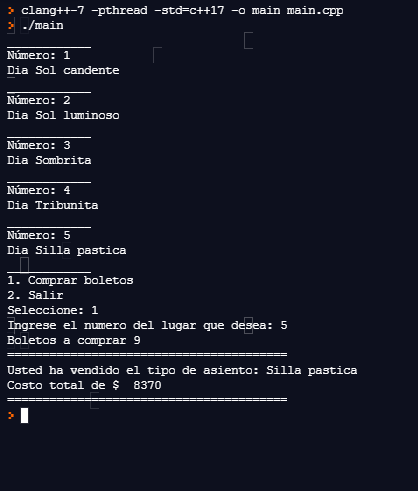 > clang++-7 -pthread -std=c++17 -o main main.cpp
> ./main
____________
Número: 1
Dia Sol candente
____________
Número: 2
Dia Sol luminoso
____________
Número: 3
Dia Sombrita
____________
Número: 4
Dia Tribunita
____________
Número: 5
Dia Silla pastica
____________
1. Comprar boletos
2. Salir
Seleccione: 1
Ingrese el numero del lugar que desea: 5
Boletos a comprar 9
========================================
Usted ha vendido el tipo de asiento: Silla pastica
Costo total de $  8370
========================================
>